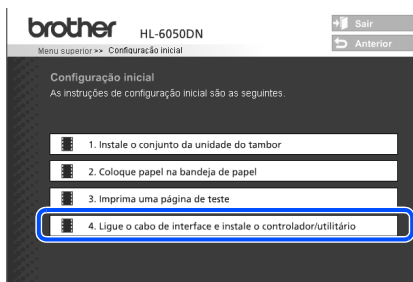 brother HL-6050DN
Sair
Anterior
Menu superior >> Configuração inicial
Configuração inicial
As instruções de configuração inicial são as seguintes.
1. Instale o conjunto da unidade do tambor
2. Coloque papel na bandeja de papel
3. Imprima uma página de teste
4. Ligue o cabo de interface e instale o controlador/utilitário